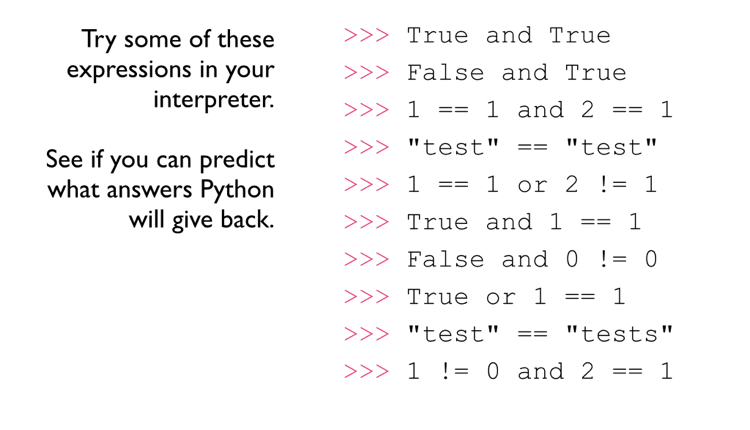 Try some of these
expressions in your
interpreter.
See if you can predict
what answers Python
will give back.
>>> True and True
>>> False and True
>>> 1 == 1 and 2 == 1
>>> "test" == "test"
>>> 1 == 1 or 2 != 1
>>> True and 1 == 1
>>> False and 0 != 0
>>> True or 1 == 1
>>> "test" == "tests"
>>> 1 != 0 and 2 == 1